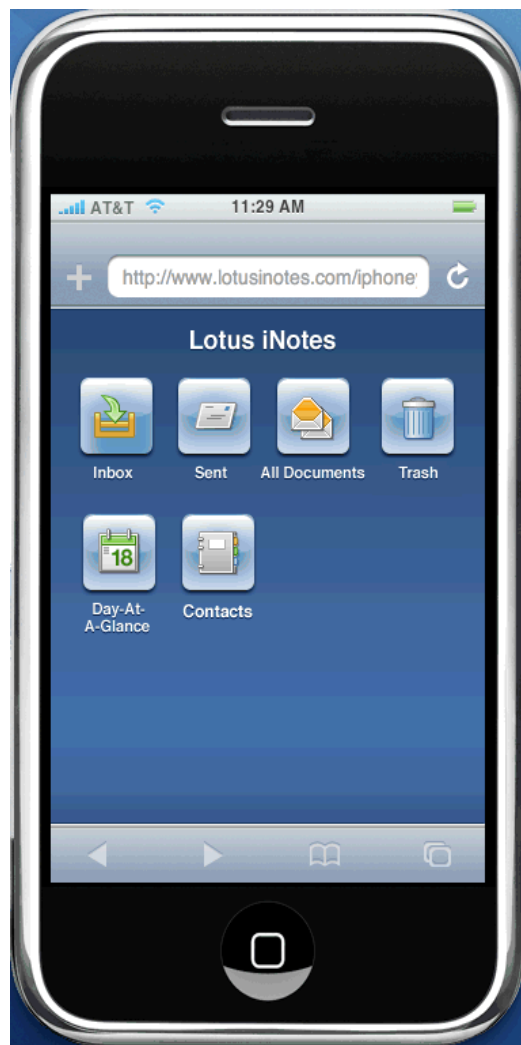 AT&T 11:29 AM
http://www.lotusinotes.com/iphone
Lotus iNotes
Inbox Sent All Documents Trash
18
Day-At-
A-Glance
Contacts